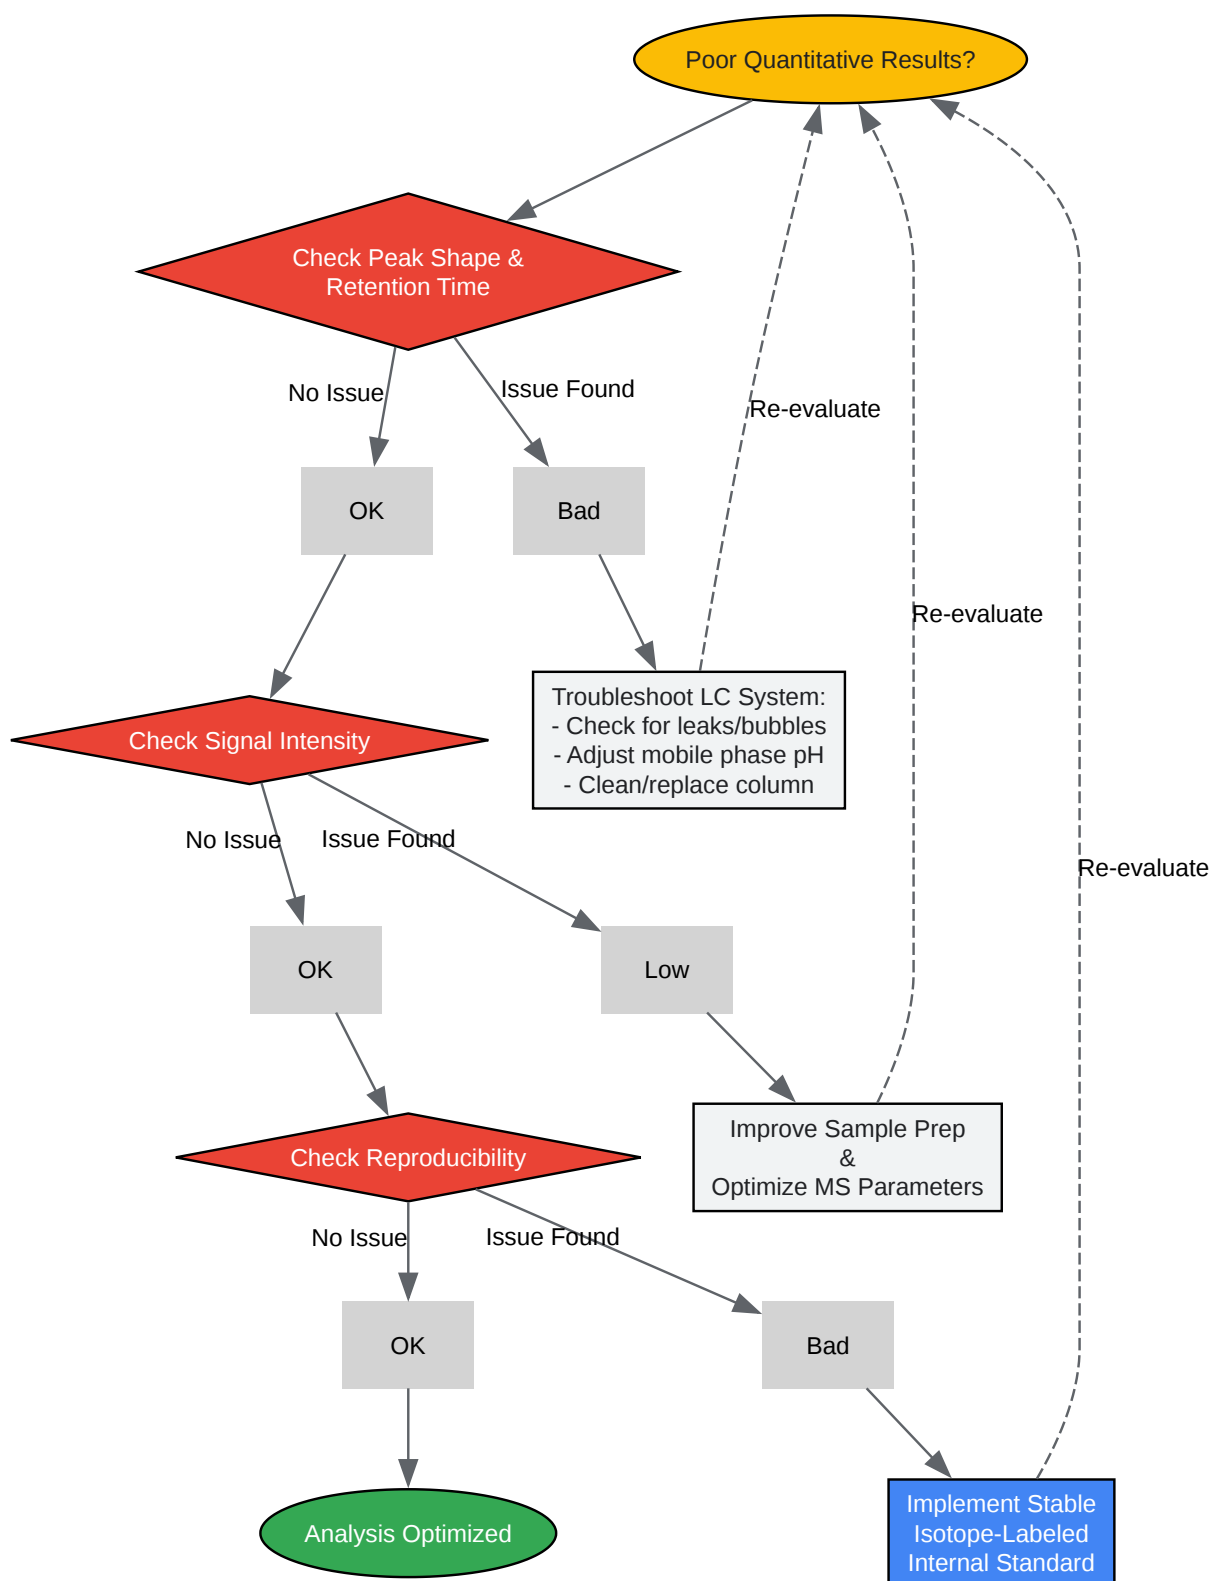 Poor Quantitative Results?
Check Peak Shape &
Retention Time
No Issue
Issue Found
Re-evaluate
OK
Bad
Re-evaluate
Troubleshoot LC System:
- Check for leaks/bubbles
- Adjust mobile phase pH
- Clean/replace column
Check Signal Intensity
No Issue
Issue Found
Re-evaluate
OK
Low
Improve Sample Prep
&
Optimize MS Parameters
Check Reproducibility
No Issue
Issue Found
OK
Bad
Analysis Optimized
Implement Stable
Isotope-Labeled
Internal Standard